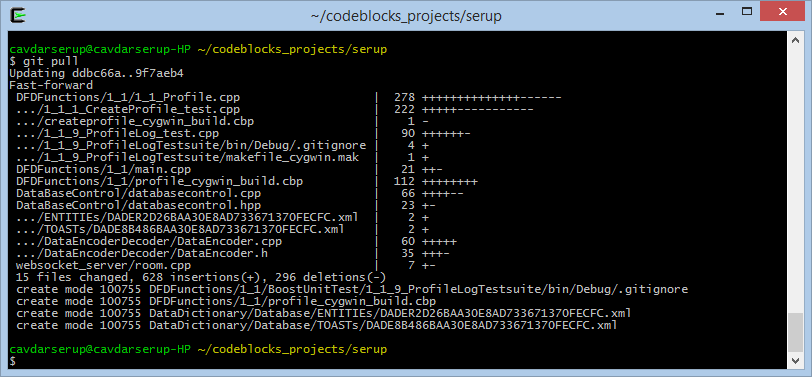 ~/codeblocks_projects/serup
cavdarserup@cavdarserup-HP ~/codeblocks_projects/serup
$ git pull
Updating ddbc66a..9f7aeb4
Fast-forward
 DFDFunctions/1_1/1_1_Profile.cpp                   |  278 ++++++++++++++------
 .../1_1_1_CreateProfile_test.cpp                   |  222 +++++-----------
 .../createprofile_cygwin_build.cbp                 |    1 -
 .../1_1_9_ProfileLog_test.cpp                      |   90 ++++++-
 .../1_1_9_ProfileLogTestsuite/bin/Debug/.gitignore |    4 +
 .../1_1_9_ProfileLogTestsuite/makefile_cygwin.mak  |    1 +
 DFDFunctions/1_1/main.cpp                          |   21 ++-
 DFDFunctions/1_1/profile_cygwin_build.cbp          |  112 ++++++++
 DataBaseControl/databasecontrol.cpp                |   66 ++++--
 DataBaseControl/databasecontrol.hpp                |   23 +-
 .../ENTITIEs/DADER2D26BAA30E8AD733671370FECFC.xml  |    2 +
 .../TOASTs/DADE8B486BAA30E8AD733671370FECFC.xml    |    2 +
 .../DataEncoderDecoder/DataEncoder.cpp             |   60 +++++
 .../DataEncoderDecoder/DataEncoder.h               |   35 +++-
 websocket_server/room.cpp                          |    7 +-
 15 files changed, 628 insertions(+), 296 deletions(-)
 create mode 100755 DFDFunctions/1_1/BoostUnitTest/1_1_9_ProfileLogTestsuite/bin/Debug/.gitignore
 create mode 100755 DFDFunctions/1_1/profile_cygwin_build.cbp
 create mode 100755 DataDictionary/Database/ENTITIEs/DADER2D26BAA30E8AD733671370FECFC.xml
 create mode 100755 DataDictionary/Database/TOASTs/DADE8B486BAA30E8AD733671370FECFC.xml
cavdarserup@cavdarserup-HP ~/codeblocks_projects/serup
$